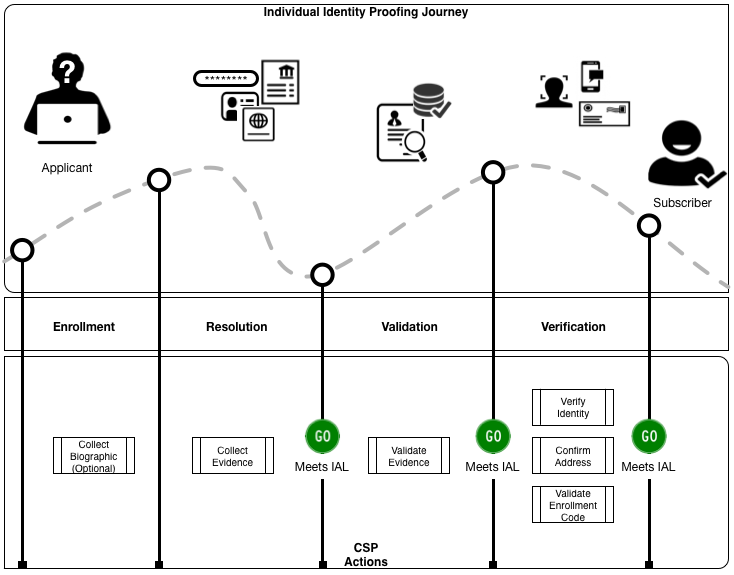 Individual Identity Proofing Journey
********
Applicant
Subscriber
Enrollment
Resolution
Validation
Verification
Collect
Biographic
(Optional)
Collect
Evidence
GO
Meets IAL
Validate
Evidence
GO
Meets IAL
Verify
Identity
Confirm
Address
Validate
Enrollment
Code
GO
Meets IAL
CSP
Actions
?